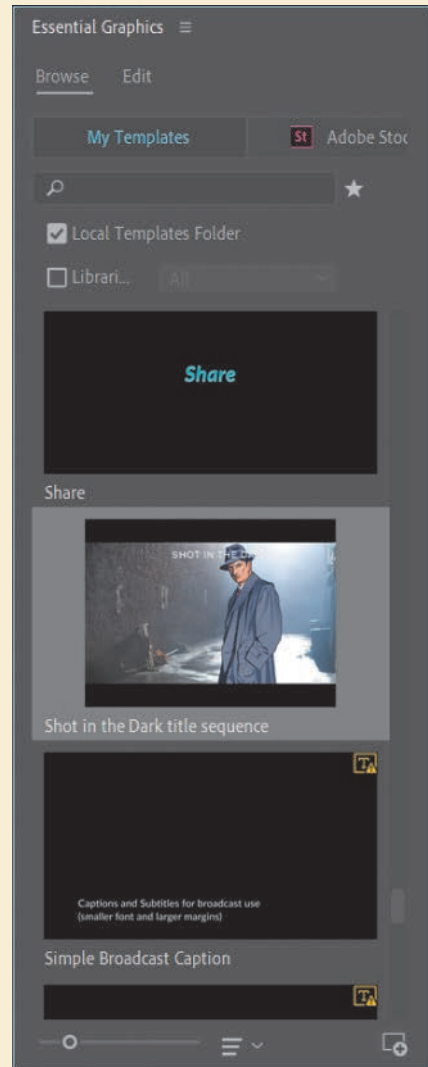 Essential Graphics
Browse Edit
My Templates St Adobe Stoc
Local Templates Folder
Librari... All
Share
Share
SHOT IN THE D
Shot in the Dark title sequence
T
Captions and Subtitles for broadcast use
(smaller font and larger margins)
Simple Broadcast Caption
T